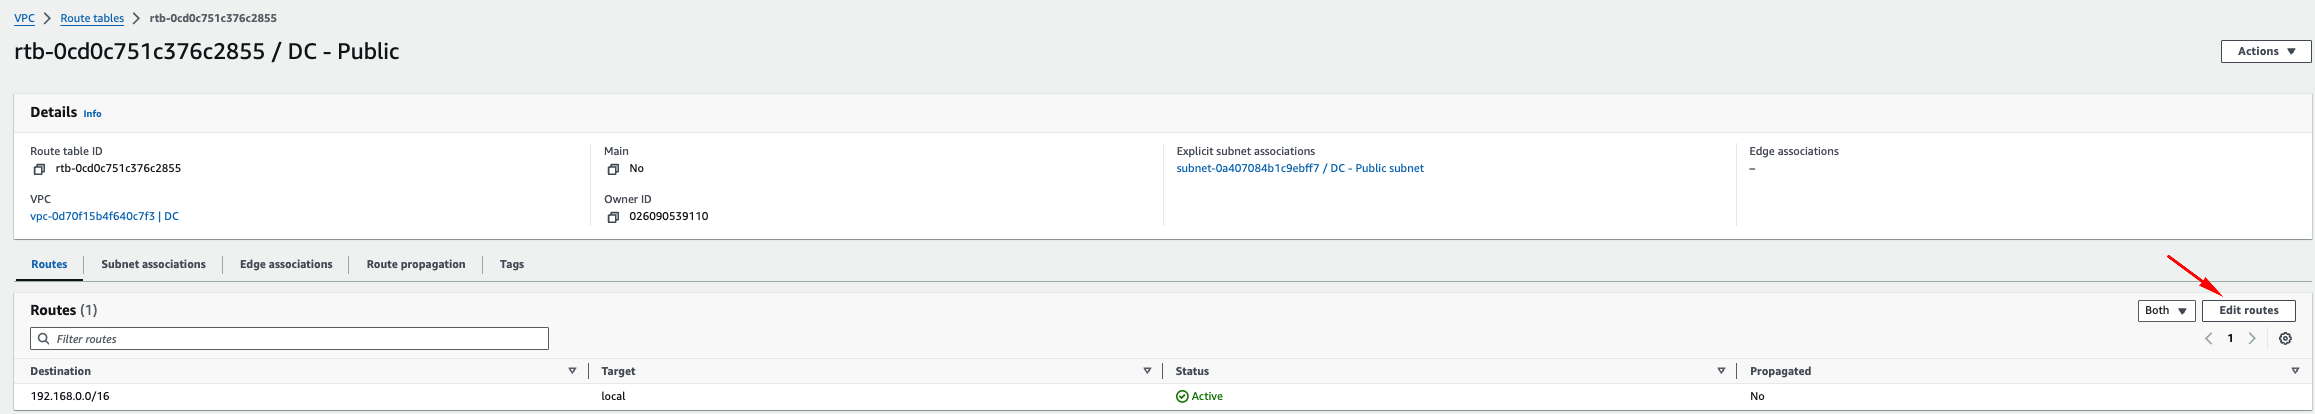 VPC > Route tables > rtb-0cd0c751c376c2855
rtb-0cd0c751c376c2855 / DC - Public
Actions
Details Info
Route table ID
rtb-0cd0c751c376c2855
Main
No
Explicit subnet associations
subnet-0a407084b1c9ebff7 / DC - Public subnet
Edge associations
–
VPC
vpc-0d70f15b4f640c7f3 | DC
Owner ID
026090539110
Routes Subnet associations Edge associations Route propagation Tags
Routes (1)
Both Edit routes
Filter routes
1
Destination Target Status Propagated
192.168.0.0/16 local Active No